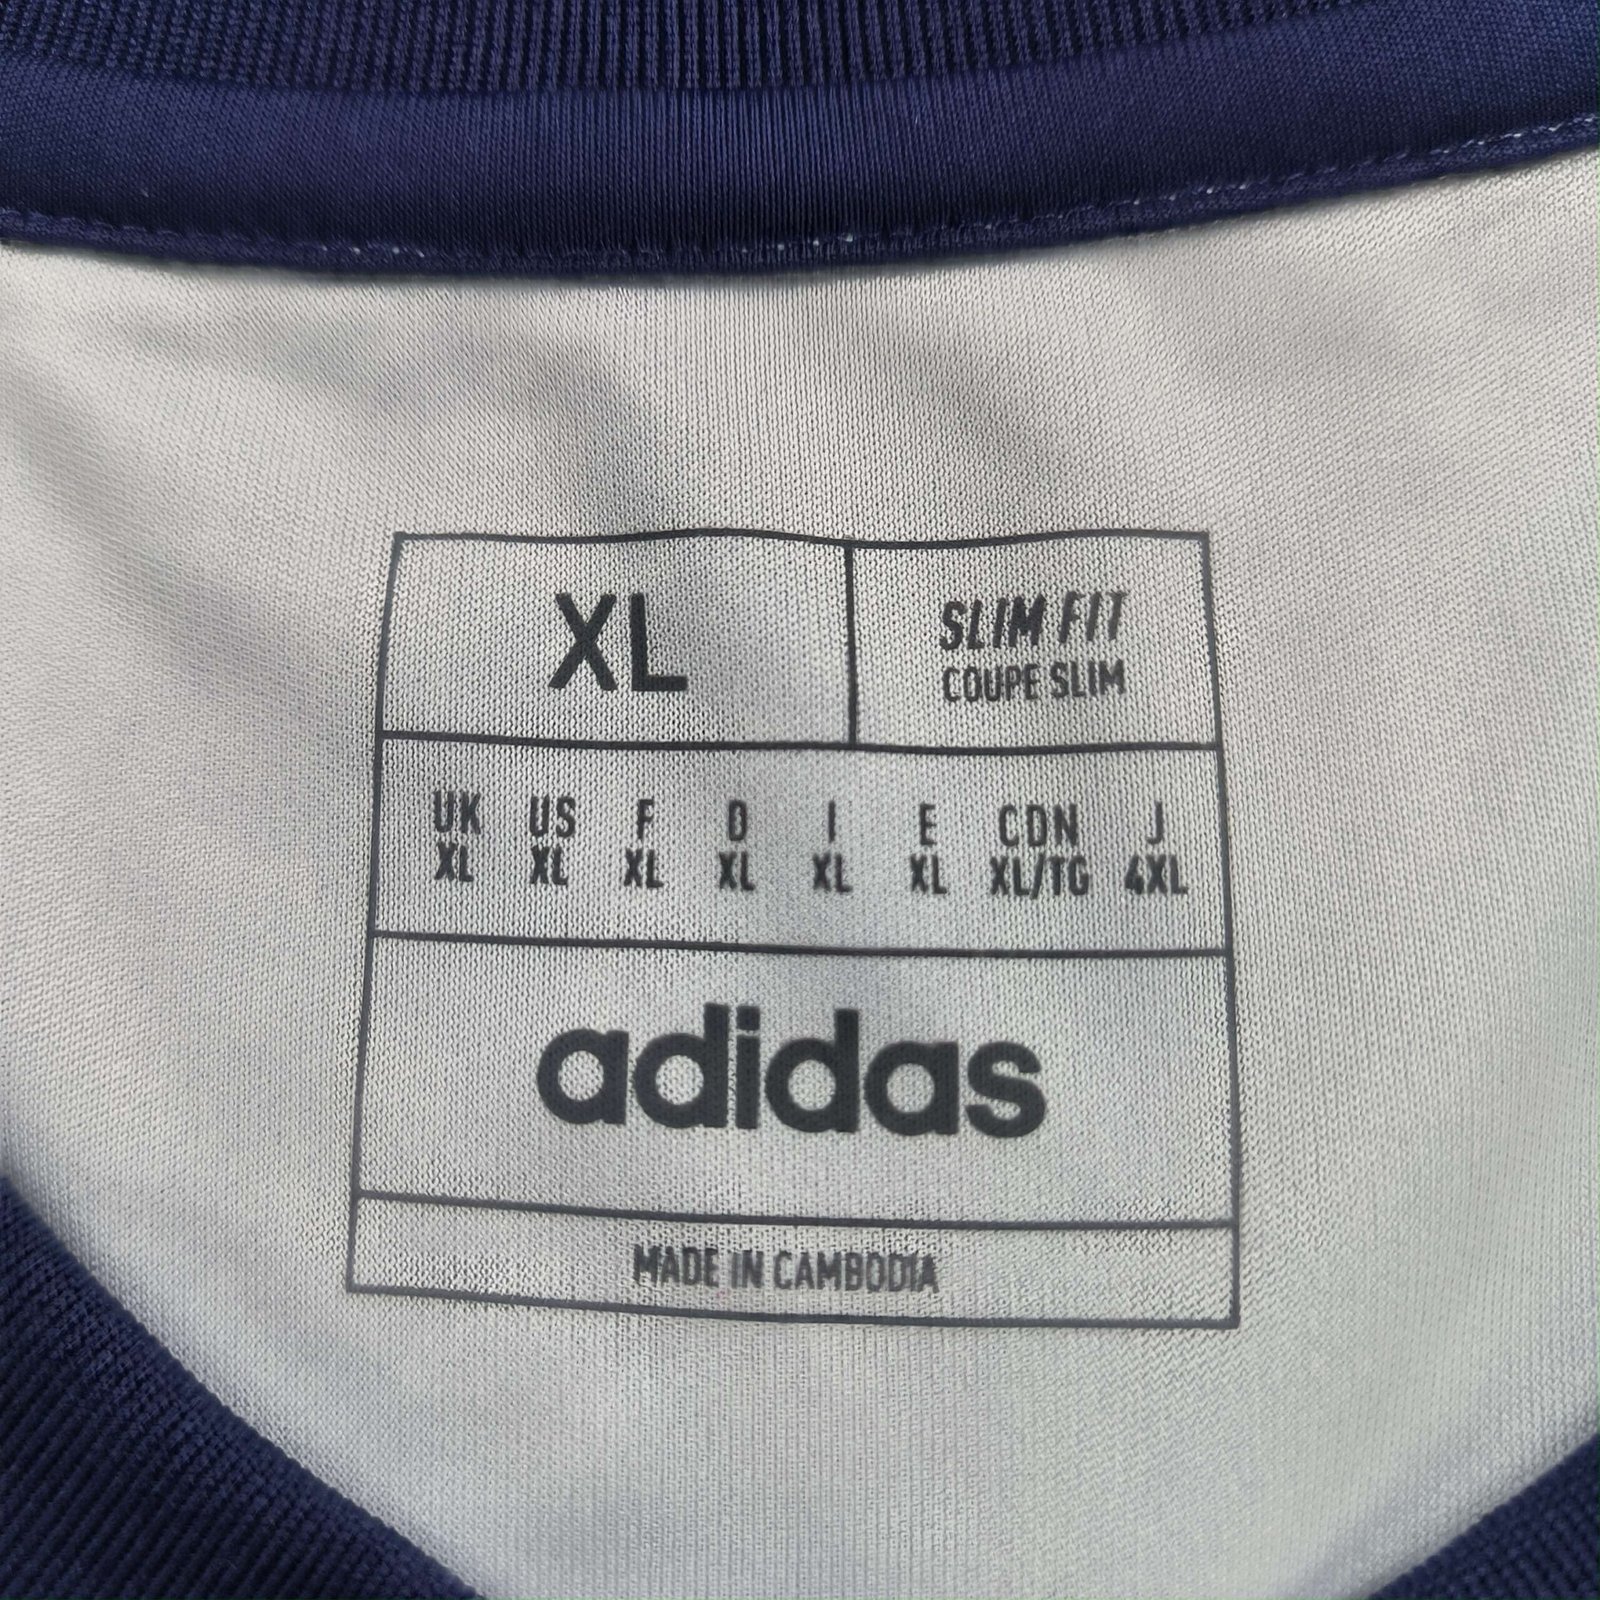 XL
SLIM FIT
COUPE SLIM
UK US F D I E CDN J
XL XL XL XL XL XL XL/TG 4XL
adidas
MADE IN CAMBODIA